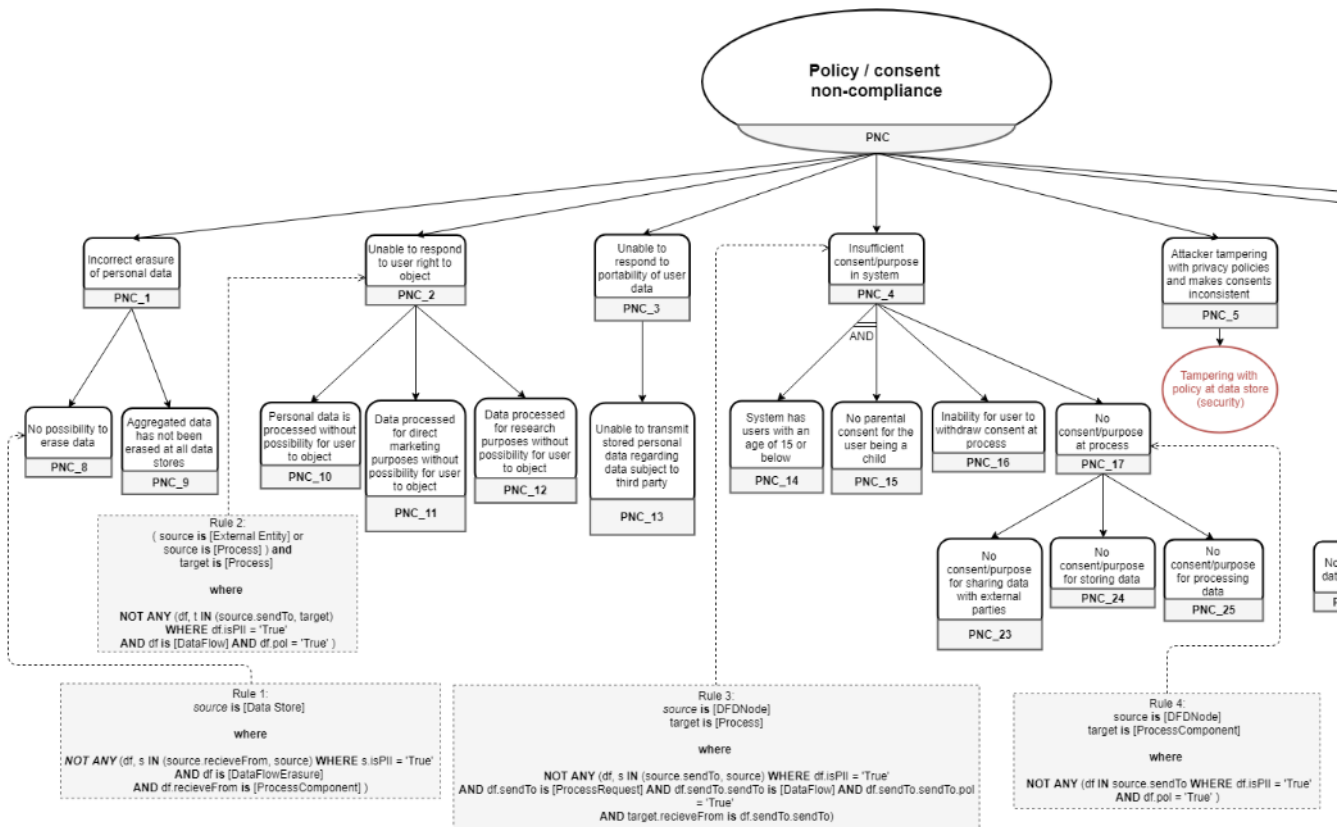 Policy / consent
non-compliance
PNC
Incorrect erasure
of personal data
PNC_1
Unable to respond
to user right to
object
PNC_2
Unable to
respond to
portability of user
data
PNC_3
Insufficient
consent/purpose
in system
PNC_4
Attacker tampering
with privacy policies
and makes consents
inconsistent
PNC_5
AND
Tampering with
policy at data store
(security)
No possibility to
erase data
PNC_8
Aggregated data
has not been
erased at all data
stores
PNC_9
Personal data is
processed without
possibility for user
to object
PNC_10
Data processed
for direct
marketing
purposes without
possibility for user
to object
PNC_11
Data processed
for research
purposes without
possibility for user
to object
PNC_12
Unable to transmit
stored personal
data regarding
data subject to
third party
PNC_13
System has
users with an
age of 15 or
below
PNC_14
No parental
consent for the
user being a
child
PNC_15
Inability for user to
withdraw consent at
process
PNC_16
No
consent/purpose
at process
PNC_17
No
consent/purpose
for sharing data
with external
parties
PNC_23
No
consent/purpose
for storing data
PNC_24
No
consent/purpose
for processing
data
PNC_25
No
Rule 2:
( source is [External Entity] or
source is [Process] ) and
target is [Process]
where
NOT ANY (df, t IN (source.sendTo, target)
WHERE df.isPII = 'True'
AND df is [DataFlow] AND df.pol = 'True' )
Rule 1:
source is [Data Store]
where
NOT ANY (df, s IN (source.recieveFrom, source) WHERE s.isPII = 'True'
AND df is [DataFlowErasure]
AND df.recieveFrom is [ProcessComponent] )
Rule 3:
source is [DFDNode]
target is [Process]
where
NOT ANY (df, s IN (source.sendTo, source) WHERE df.isPII = 'True'
AND df.sendTo is [ProcessRequest] AND df.sendTo.sendTo is [DataFlow] AND df.sendTo.sendTo.pol
= 'True'
AND target.recieveFrom is df.sendTo.sendTo)
Rule 4:
source is [DFDNode]
target is [ProcessComponent]
where
NOT ANY (df IN source.sendTo WHERE df.isPII = 'True'
AND df.pol = 'True' )